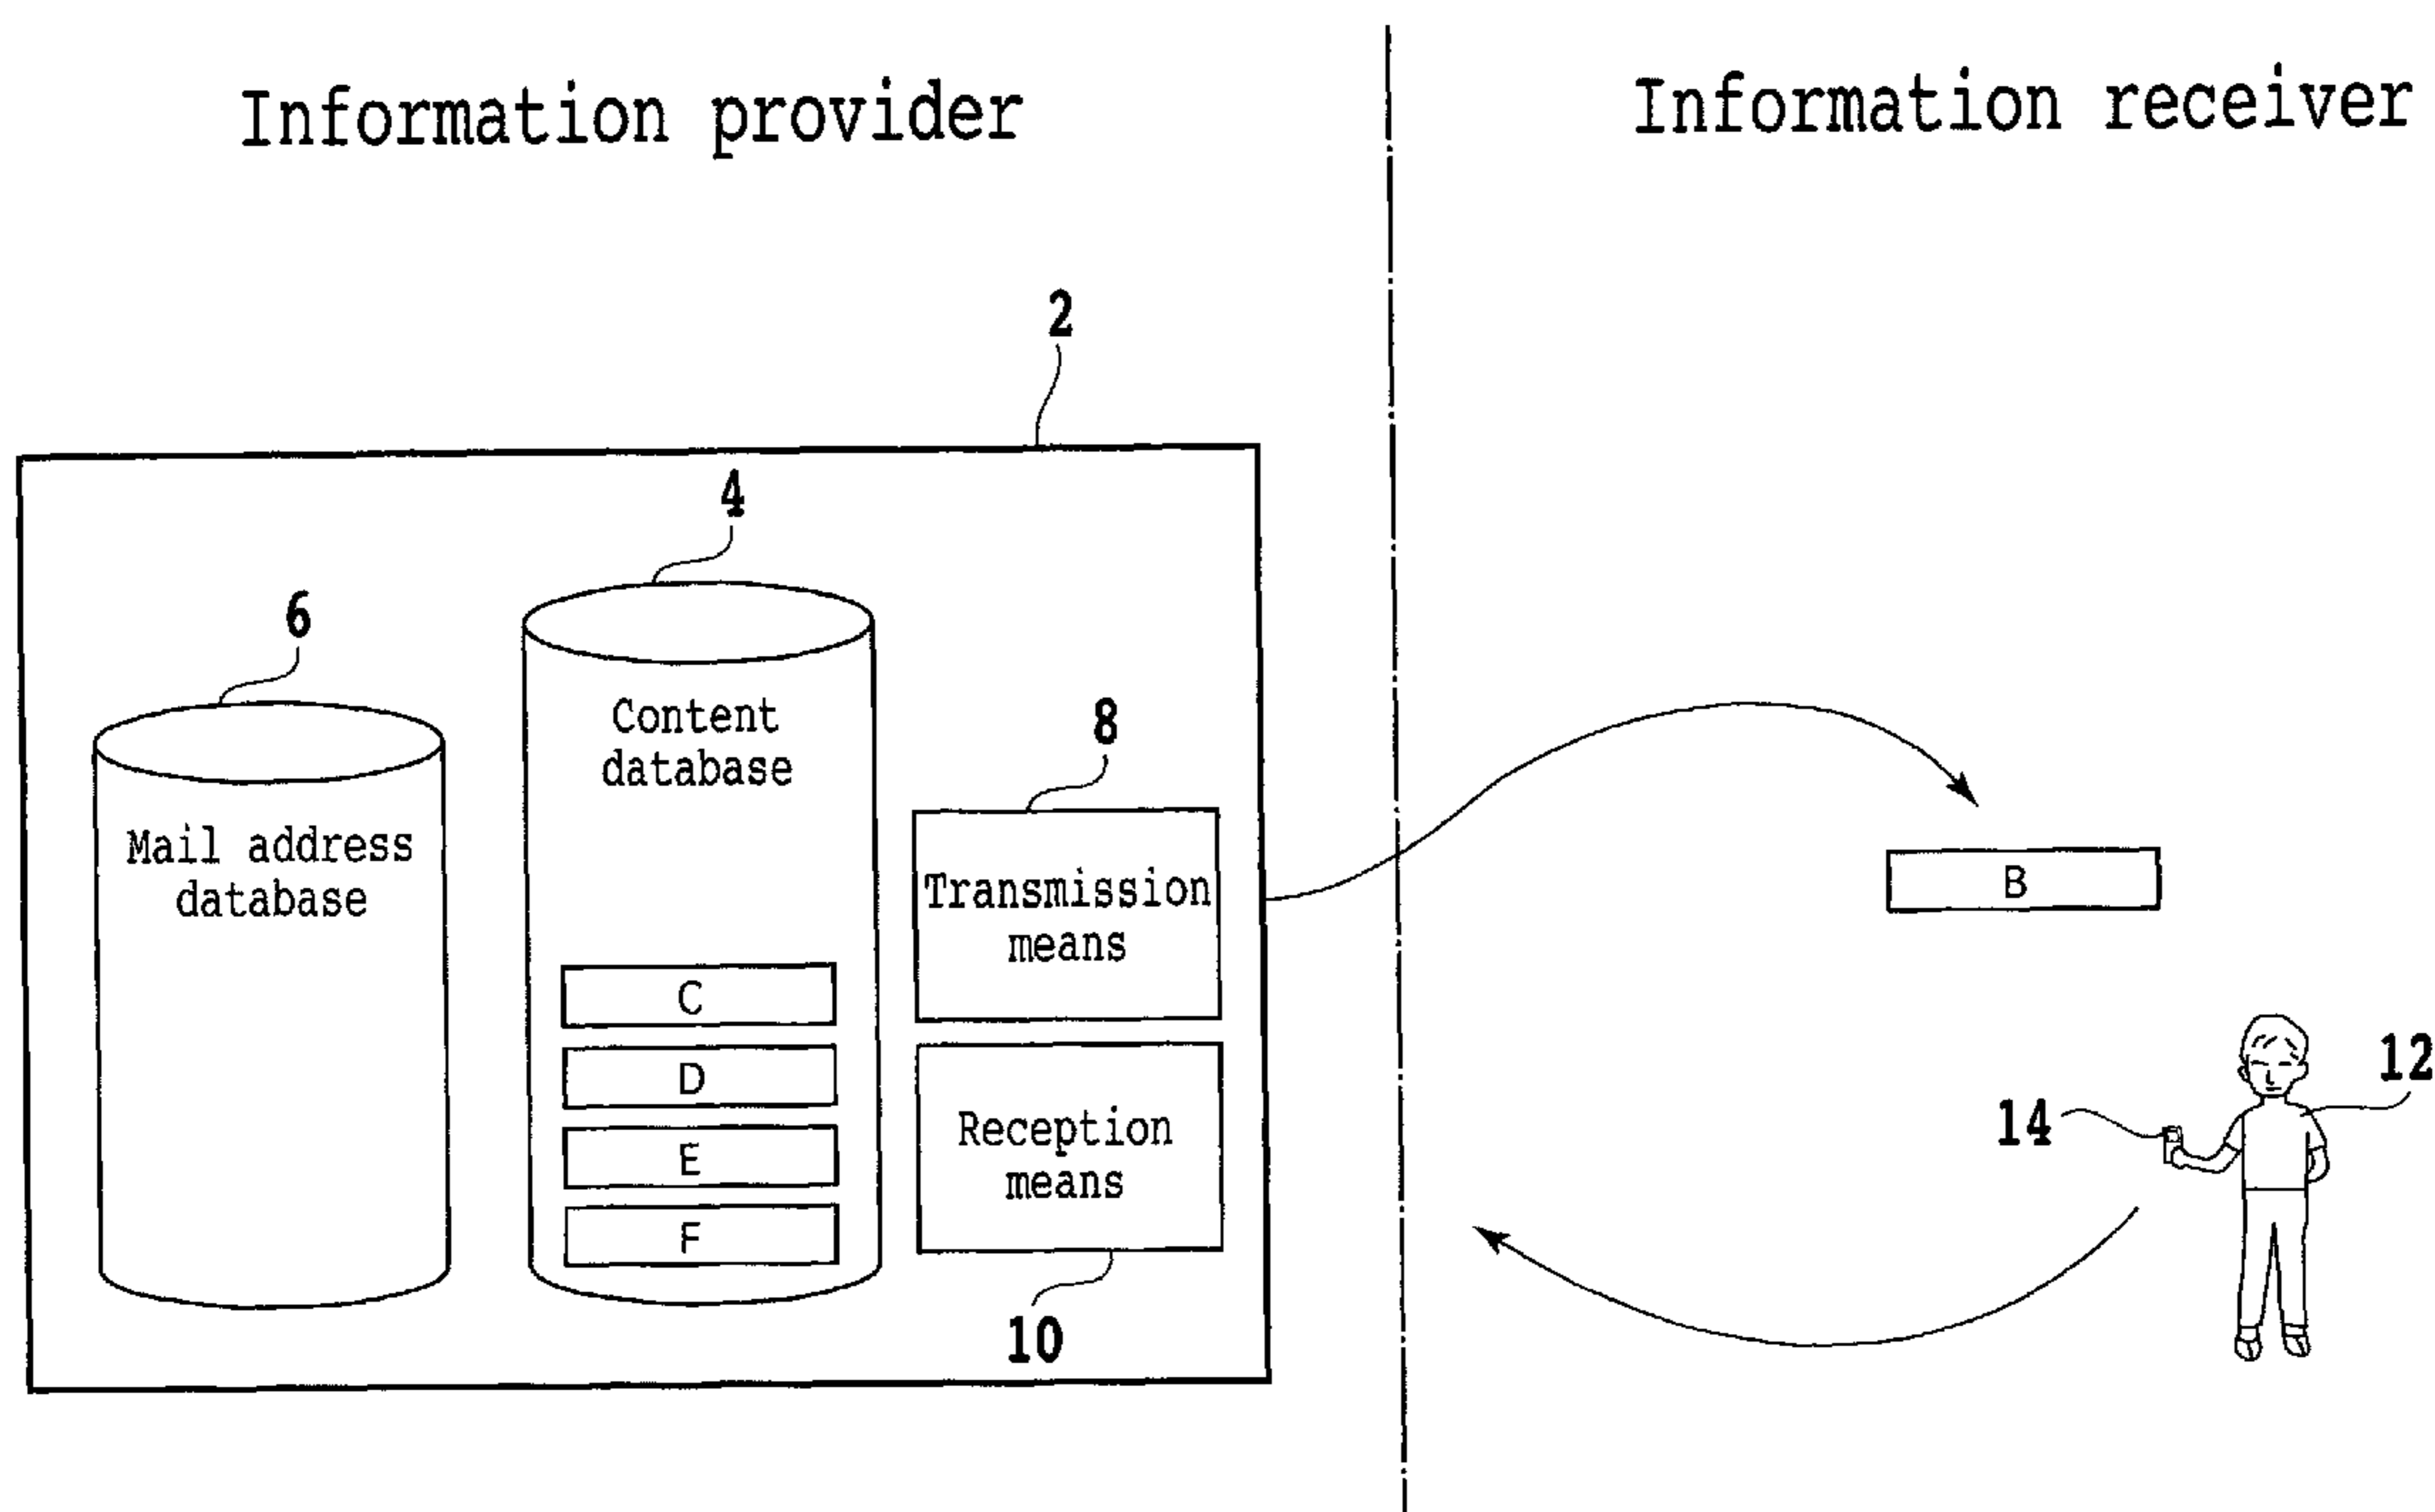 Information provider
Information receiver
2
4
6
Content
database
8
Mail address
database
Transmission
means
B
C
D
E
F
Reception
means
10
12
14